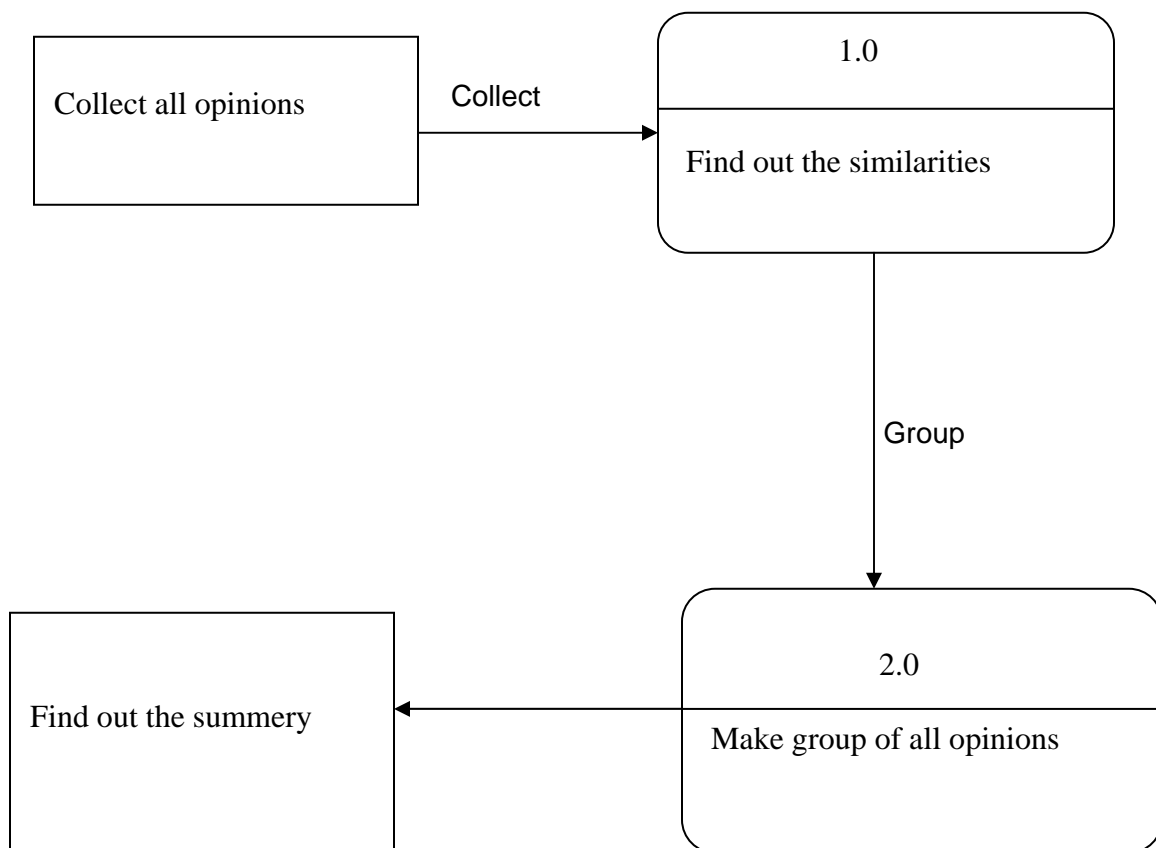 Collect all opinions
Collect
1.0
Find out the similarities
Group
2.0
Make group of all opinions
Find out the summery